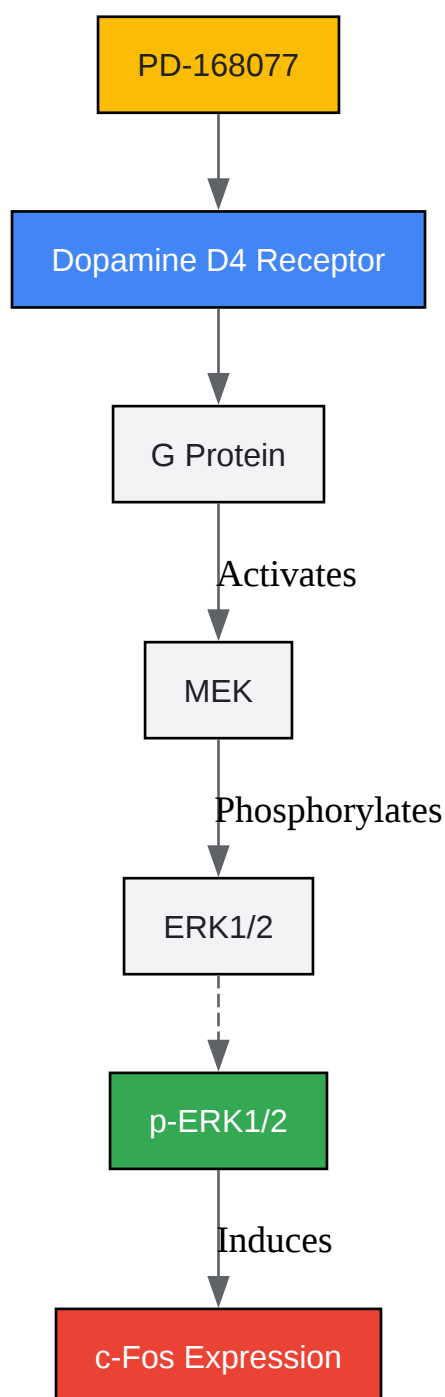 PD-168077
Dopamine D4 Receptor
G Protein
Activates
MEK
Phosphorylates
ERK1/2
p-ERK1/2
Induces
c-Fos Expression